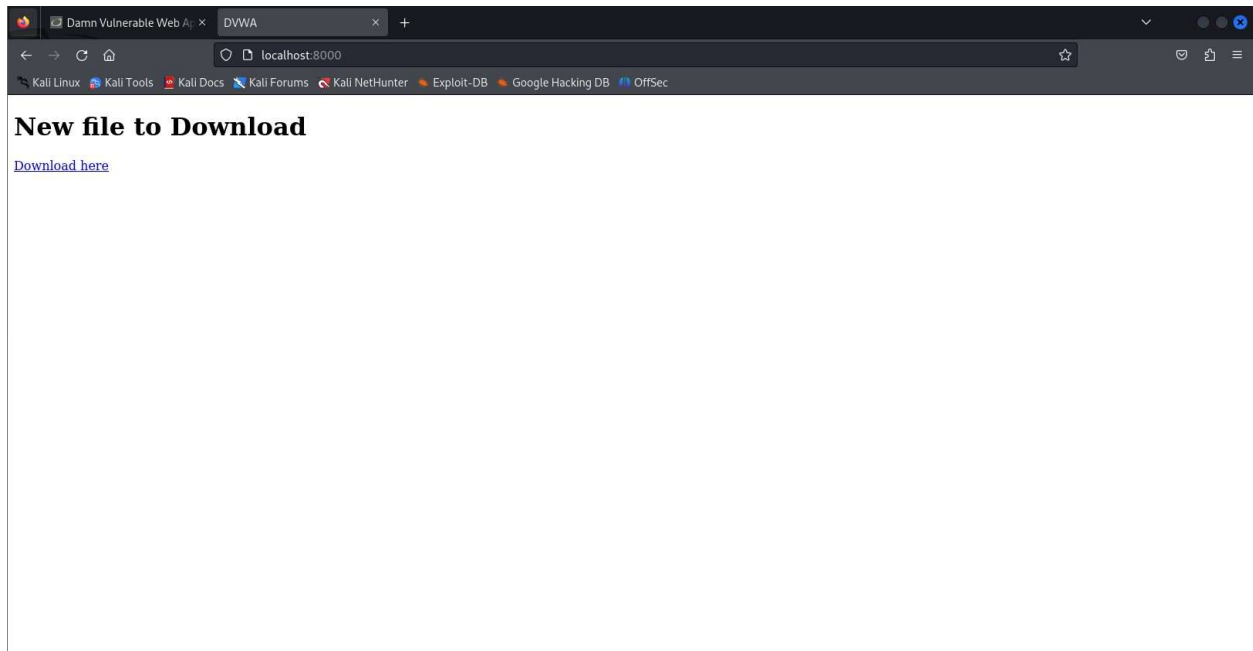 Damn Vulnerable Web Ap
DVWA
localhost:8000
Kali Linux Kali Tools Kali Docs Kali Forums Kali NetHunter Exploit-DB Google Hacking DB OffSec
New file to Download
Download here